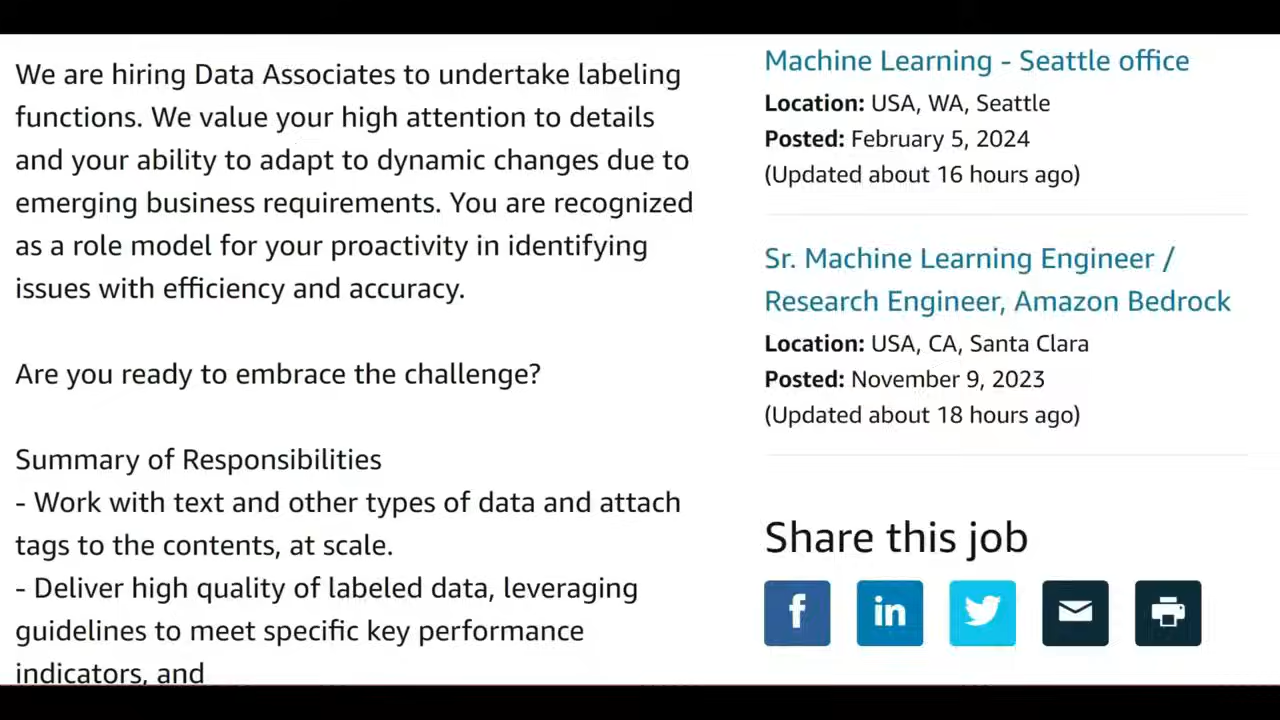 We are hiring Data Associates to undertake labeling
functions. We value your high attention to details
and your ability to adapt to dynamic changes due to
emerging business requirements. You are recognized
as a role model for your proactivity in identifying
issues with efficiency and accuracy.
Are you ready to embrace the challenge?
Summary of Responsibilities
- Work with text and other types of data and attach
tags to the contents, at scale.
- Deliver high quality of labeled data, leveraging
guidelines to meet specific key performance
indicators, and
Machine Learning - Seattle office
Location: USA, WA, Seattle
Posted: February 5, 2024
(Updated about 16 hours ago)
Sr. Machine Learning Engineer /
Research Engineer, Amazon Bedrock
Location: USA, CA, Santa Clara
Posted: November 9, 2023
(Updated about 18 hours ago)
Share this job
f
in